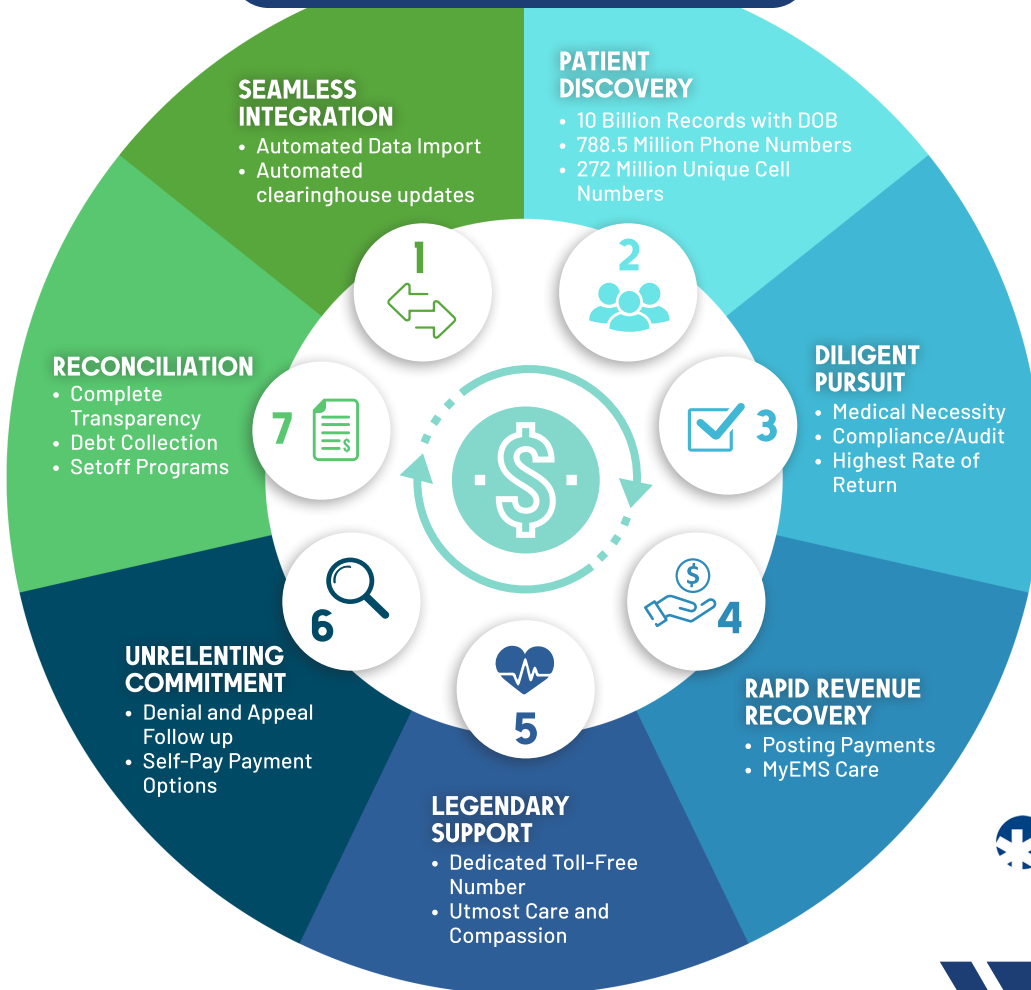 SEAMLESS
INTEGRATION
• Automated Data Import
• Automated
clearinghouse updates
1
PATIENT
DISCOVERY
• 10 Billion Records with DOB
• 788.5 Million Phone Numbers
• 272 Million Unique Cell
Numbers
2
DILIGENT
PURSUIT
• Medical Necessity
• Compliance/Audit
• Highest Rate of
Return
3
RAPID REVENUE
RECOVERY
• Posting Payments
• MyEMS Care
$
4
LEGENDARY
SUPPORT
• Dedicated Toll-Free
Number
• Utmost Care and
Compassion
5
UNRELENTING
COMMITMENT
• Denial and Appeal
Follow up
• Self-Pay Payment
Options
6
RECONCILIATION
• Complete
Transparency
• Debt Collection
• Setoff Programs
7
$
$